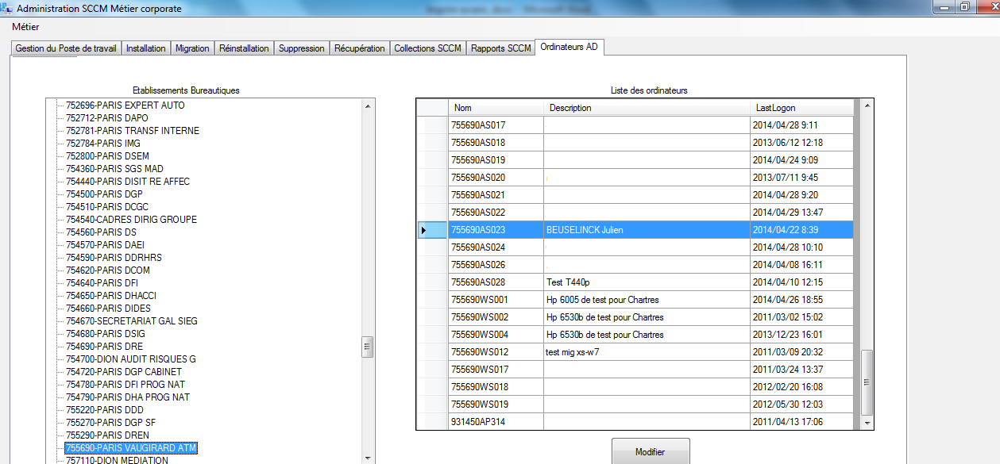 Administration SCCM Métier corporate
Métier
Gestion du Poste de travail Installation Migration Réinstallation Suppression Récupération Collections SCCM Rapports SCCM Ordinateurs AD
Etablissements Bureautiques
752696-PARIS EXPERT AUTO
752712-PARIS DAPO
752781-PARIS TRANSF INTERNE
752784-PARIS IMG
752800-PARIS DSEM
754360-PARIS SGS MAD
754440-PARIS DISIT RE AFFEC
754500-PARIS DGP
754510-PARIS DCGC
754540-CADRES DIRIG GROUPE
754560-PARIS DS
754570-PARIS DAEI
754590-PARIS DDRHRS
754620-PARIS DCOM
754640-PARIS DFI
754650-PARIS DHACCI
754660-PARIS DIDES
754670-SECRETARIAT GAL SIEG
754680-PARIS DSIG
754690-PARIS DRE
754700-DION AUDIT RISQUES G
754720-PARIS DGP CABINET
754780-PARIS DFI PROG NAT
754790-PARIS DHA PROG NAT
755220-PARIS DDD
755270-PARIS DGP SF
755290-PARIS DREN
755690-PARIS VAUGIRARD ATM
757110-DION MEDIATION
Liste des ordinateurs
Nom Description LastLogon
755690AS017 2014/04/28 9:11
755690AS018 2013/06/12 12:18
755690AS019 2014/04/24 9:09
755690AS020 2013/07/11 9:45
755690AS021 2014/04/28 9:20
755690AS022 2014/04/29 13:47
755690AS023 BEUSELINCK Julien 2014/04/22 8:39
755690AS024 2014/04/28 10:10
755690AS026 2014/04/08 16:11
755690AS028 Test T440p 2014/04/10 12:15
755690WS001 Hp 6005 de test pour Chartres 2014/04/26 18:55
755690WS002 Hp 6530b de test pour Chartres 2011/03/02 15:02
755690WS004 Hp 6530b de test pour Chartres 2013/12/23 16:01
755690WS012 test mig xs-w7 2011/03/09 20:32
755690WS017 2011/03/24 13:37
755690WS018 2012/02/20 16:08
755690WS019 2012/05/30 12:03
931450AP314 2011/04/13 17:06
Modifier